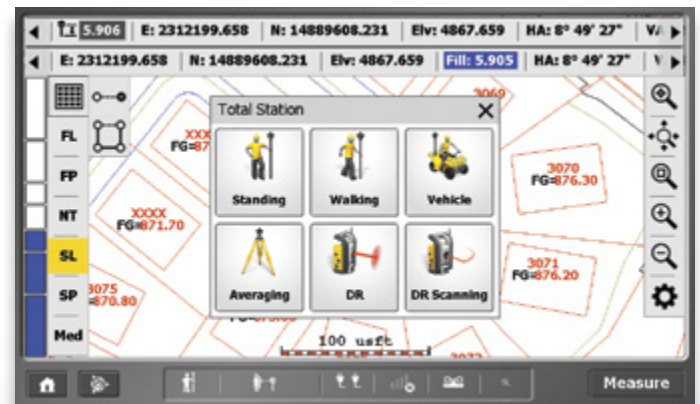 5.906 E: 2312199.658 N: 14889608.231 Elv: 4867.659 HA: 8° 49' 27"
E: 2312199.658 N: 14889608.231 Elv: 4867.659 Fill: 5.905 HA: 8° 49' 27"
Total Station
3069
FL
XXX
3070
FG=876.30
FP
Standing
Walking
Vehicle
NT
XXXX
FG=871.70
SL
3071
FG=876.20
SP
3075
=870.80
Averaging
DR
DR Scanning
Med
100 usft
Measure